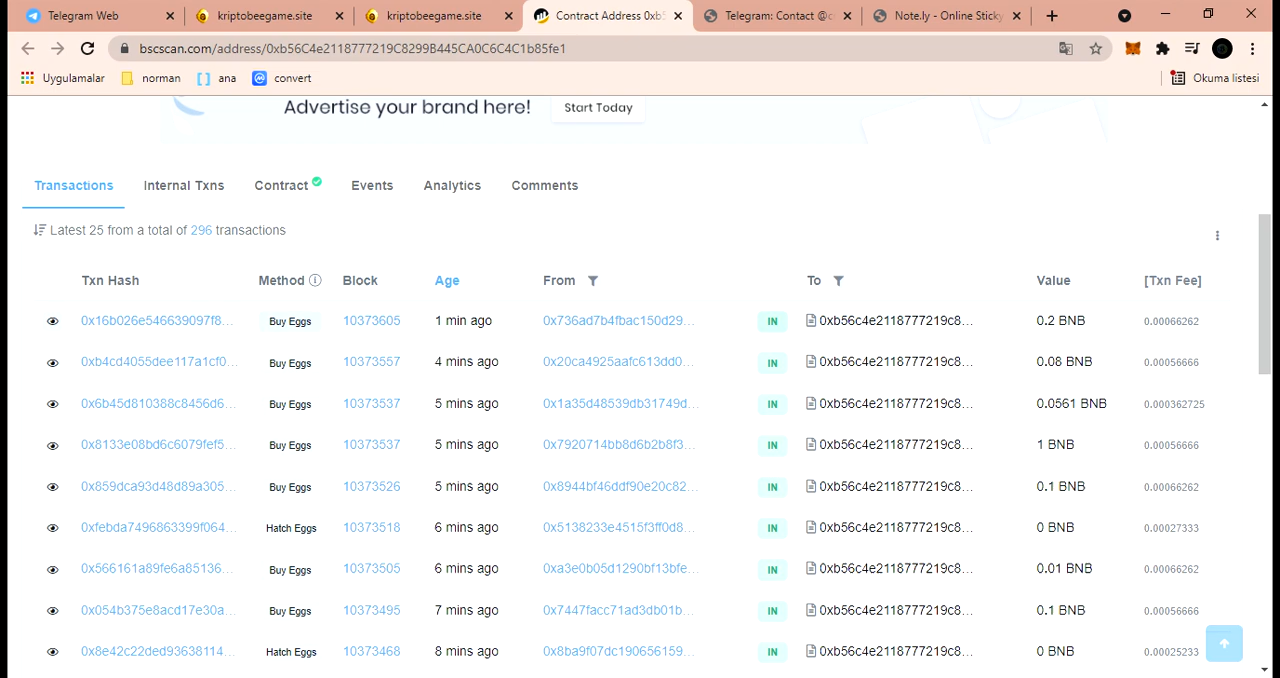 Telegram Web
kriptobeegame.site
kriptobeegame.site
Contract Address 0xb5
Telegram: Contact @c
Note.ly - Online Sticky
bscscan.com/address/0xb56C4e2118777219C8299B445CA0C6C4C1b85fe1
Uygulamalar norman ana convert Okuma listesi
Advertise your brand here! Start Today
Transactions Internal Txns Contract Events Analytics Comments
Latest 25 from a total of 296 transactions
Txn Hash Method Block Age From To Value [Txn Fee]
0x16b026e546639097f8... Buy Eggs 10373605 1 min ago 0x736ad7b4fbac150d29... IN 0xb56c4e2118777219c8... 0.2 BNB 0.00066262
0xb4cd4055dee117a1cf0... Buy Eggs 10373557 4 mins ago 0x20ca4925aafc613dd0... IN 0xb56c4e2118777219c8... 0.08 BNB 0.00056666
0x6b45d810388c8456d6... Buy Eggs 10373537 5 mins ago 0x1a35d48539db31749d... IN 0xb56c4e2118777219c8... 0.0561 BNB 0.000362725
0x8133e08bd6c6079fef5... Buy Eggs 10373537 5 mins ago 0x7920714bb8d6b2b8f3... IN 0xb56c4e2118777219c8... 1 BNB 0.00056666
0x859dca93d48d89a305... Buy Eggs 10373526 5 mins ago 0x8944bf46ddf90e20c82... IN 0xb56c4e2118777219c8... 0.1 BNB 0.00066262
0xfebda7496863399f064... Hatch Eggs 10373518 6 mins ago 0x5138233e4515f3ff0d8... IN 0xb56c4e2118777219c8... 0 BNB 0.00027333
0x566161a89fe6a85136... Buy Eggs 10373505 6 mins ago 0xa3e0b05d1290bf13bfe... IN 0xb56c4e2118777219c8... 0.01 BNB 0.00066262
0x054b375e8acd17e30a... Buy Eggs 10373495 7 mins ago 0x7447facc71ad3db01b... IN 0xb56c4e2118777219c8... 0.1 BNB 0.00056666
0x8e42c22ded93638114... Hatch Eggs 10373468 8 mins ago 0x8ba9f07dc190656159... IN 0xb56c4e2118777219c8... 0 BNB 0.00025233